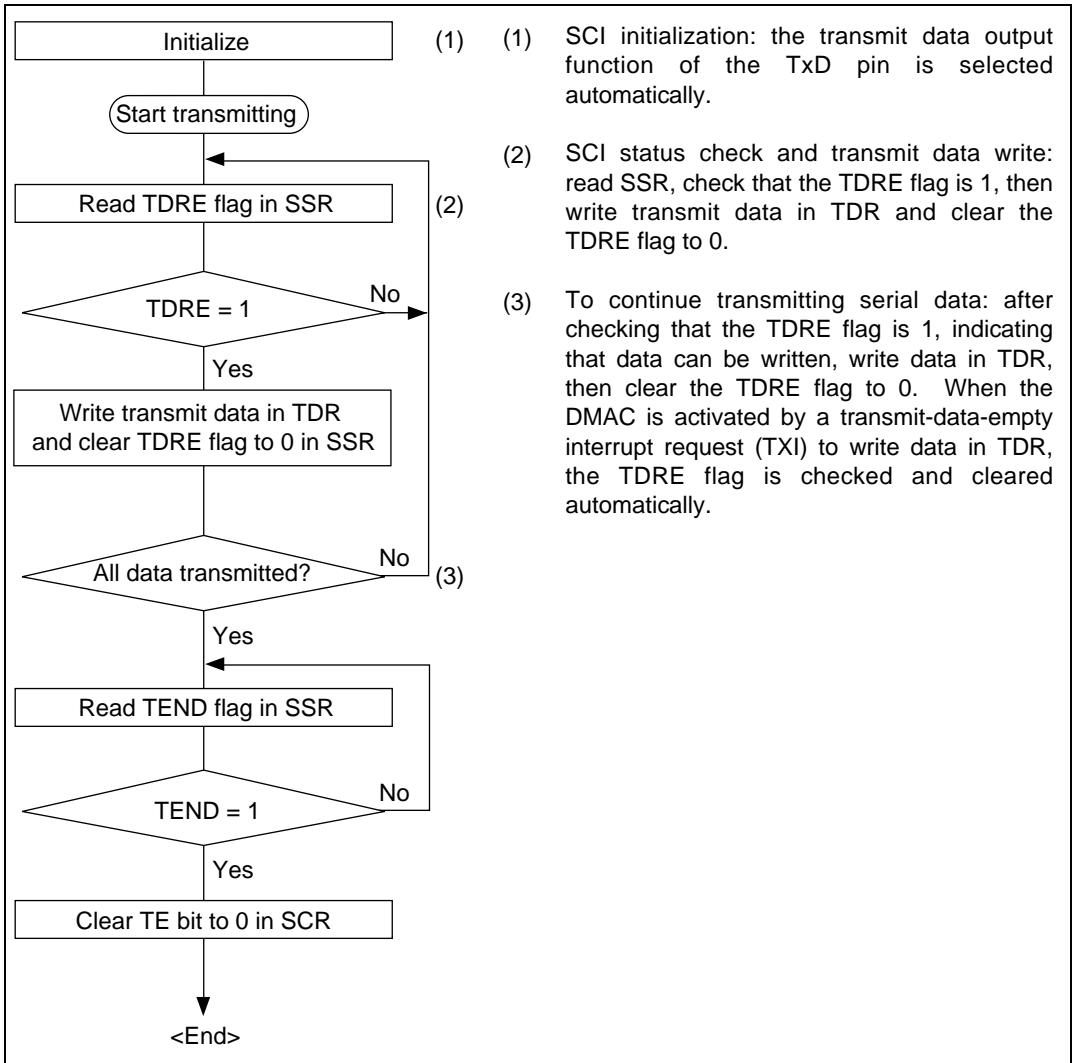 Initialize
(1)
Start transmitting
Read TDRE flag in SSR
(2)
TDRE = 1
No
Yes
Write transmit data in TDR
and clear TDRE flag to 0 in SSR
All data transmitted?
No
(3)
Yes
Read TEND flag in SSR
TEND = 1
No
Yes
Clear TE bit to 0 in SCR
<End>
(1) SCI initialization: the transmit data output
function of the TxD pin is selected
automatically.
(2) SCI status check and transmit data write:
read SSR, check that the TDRE flag is 1, then
write transmit data in TDR and clear the
TDRE flag to 0.
(3) To continue transmitting serial data: after
checking that the TDRE flag is 1, indicating
that data can be written, write data in TDR,
then clear the TDRE flag to 0. When the
DMAC is activated by a transmit-data-empty
interrupt request (TXI) to write data in TDR,
the TDRE flag is checked and cleared
automatically.